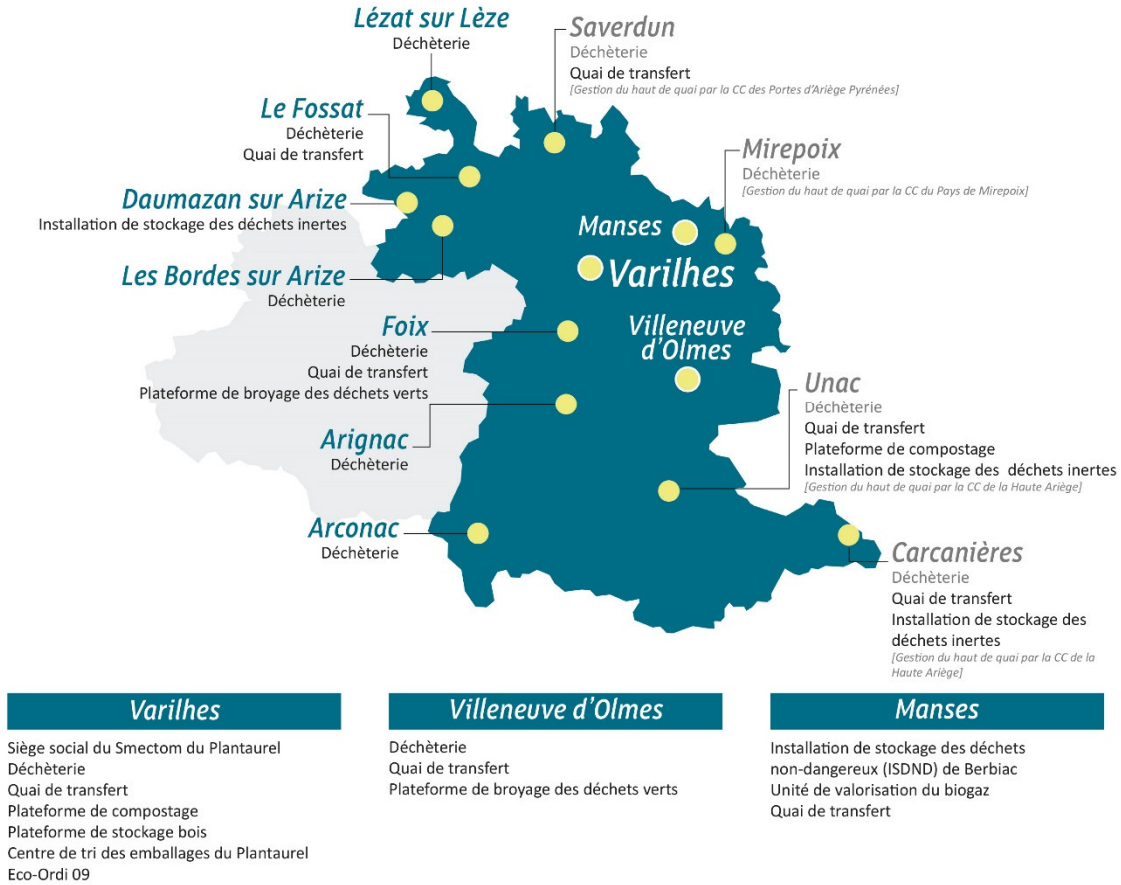 Lézat sur Lèze
Déchèterie
Saverdun
Déchèterie
Quai de transfert
[Gestion du haut de quai par la CC des Portes d'Ariège Pyrénées]
Le Fossat
Déchèterie
Quai de transfert
Mirepoix
Déchèterie
[Gestion du haut de quai par la CC du Pays de Mirepoix]
Daumazan sur Arize
Installation de stockage des déchets inertes
Manses
Varilhes
Les Bordes sur Arize
Déchèterie
Foix
Déchèterie
Quai de transfert
Plateforme de broyage des déchets verts
Villeneuve
d'Olmes
Unac
Déchèterie
Quai de transfert
Plateforme de compostage
Installation de stockage des déchets inertes
[Gestion du haut de quai par la CC de la Haute Ariège]
Arignac
Déchèterie
Arconac
Déchèterie
Carcanières
Déchèterie
Quai de transfert
Installation de stockage des
déchets inertes
[Gestion du haut de quai par la CC de la
Haute Ariège]
Varilhes
Siège social du Smectom du Plantaurel
Déchèterie
Quai de transfert
Plateforme de compostage
Plateforme de stockage bois
Centre de tri des emballages du Plantaurel
Eco-Ordi 09
Villeneuve d'Olmes
Déchèterie
Quai de transfert
Plateforme de broyage des déchets verts
Manses
Installation de stockage des déchets
non-dangereux (ISDND) de Berbiac
Unité de valorisation du biogaz
Quai de transfert